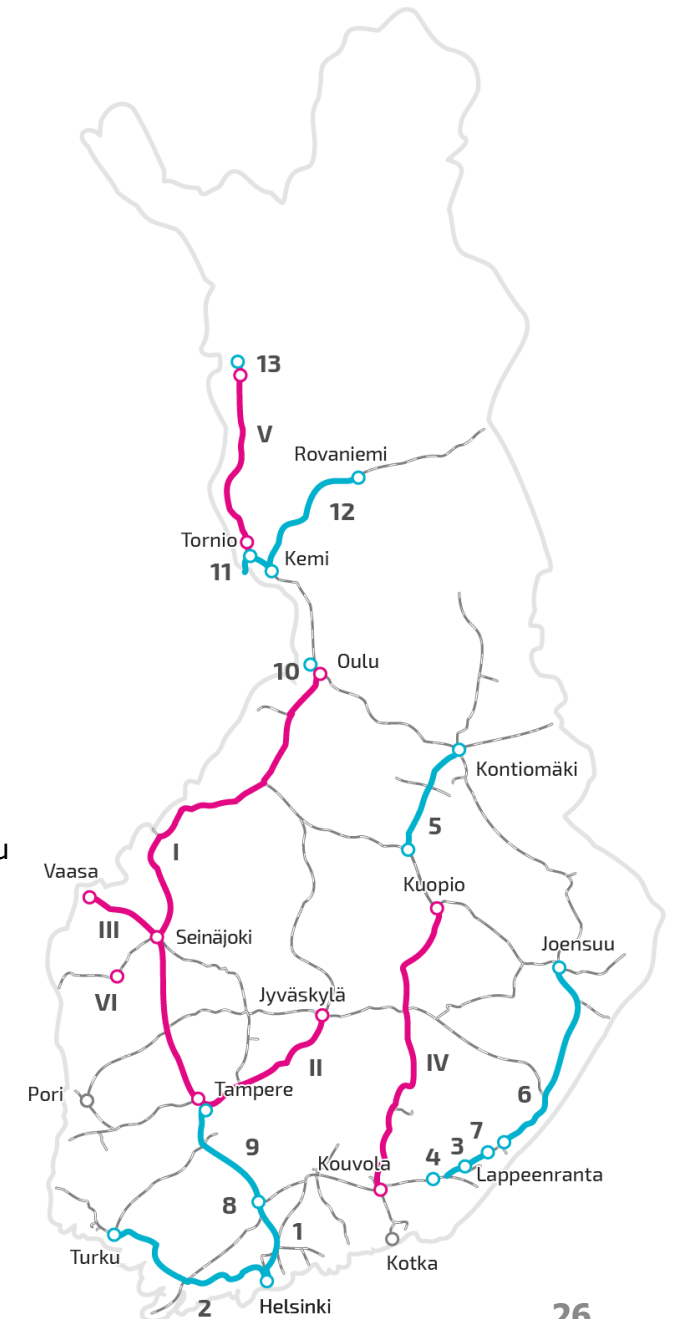 13
V
Rovaniemi
12
Tornio
Kemi
11
Oulu
10
Kontiomäki
5
u
I
Vaasa
Kuopio
III
Seinäjoki
Joensuu
VI
Jyväskylä
II
IV
Pori
Tampere
6
9
7
3
4
Kouvola
Lappeenranta
8
1
Turku
Kotka
2
Helsinki
26